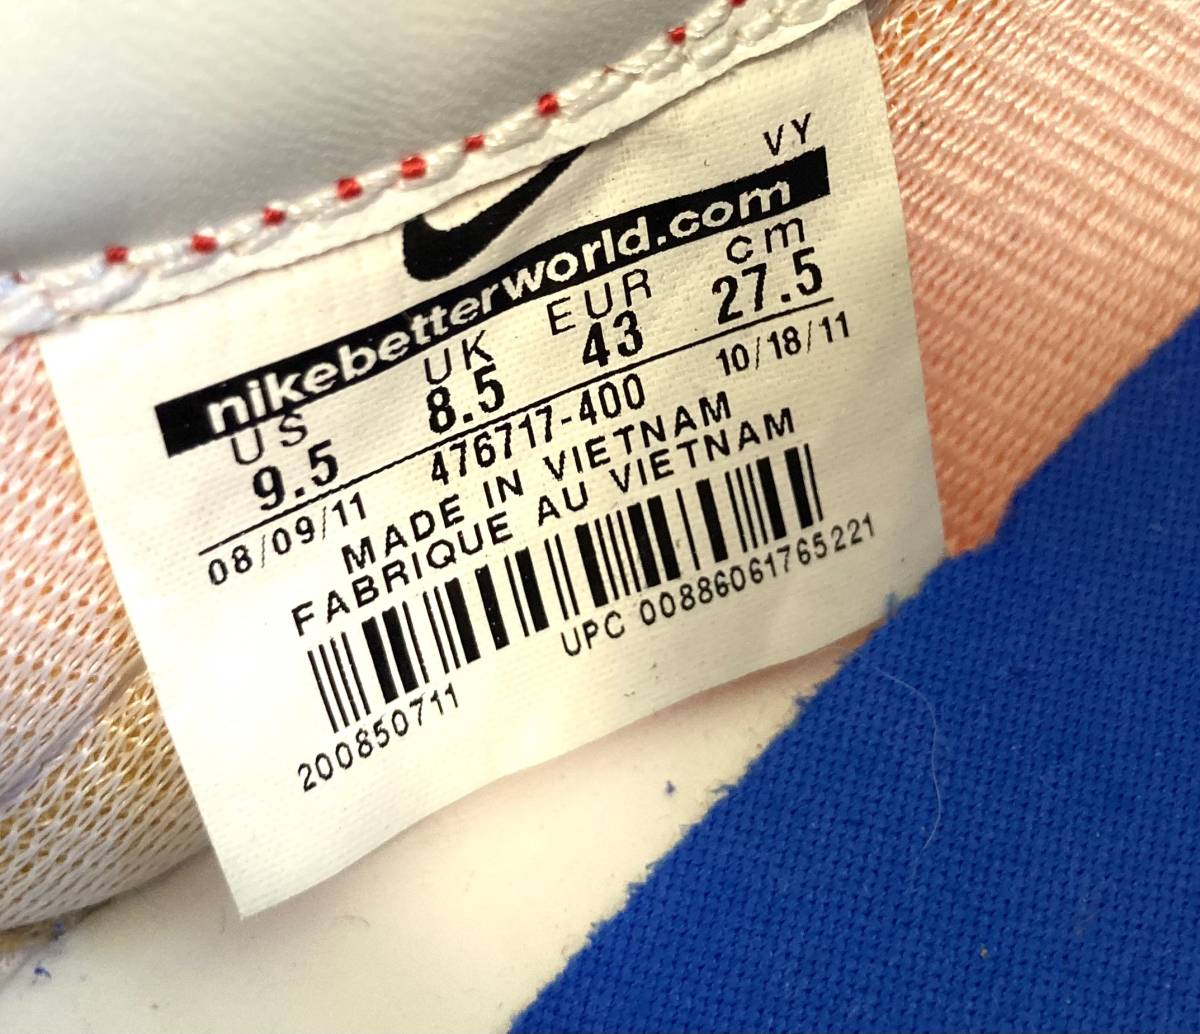 VY
nikebetterworld.com
US UK EUR cm
9.5 8.5 43 27.5
08/09/11 476717-400 10/18/11
MADE IN VIETNAM
FABRIQUE AU VIETNAM
UPC 00886061765221
200850711